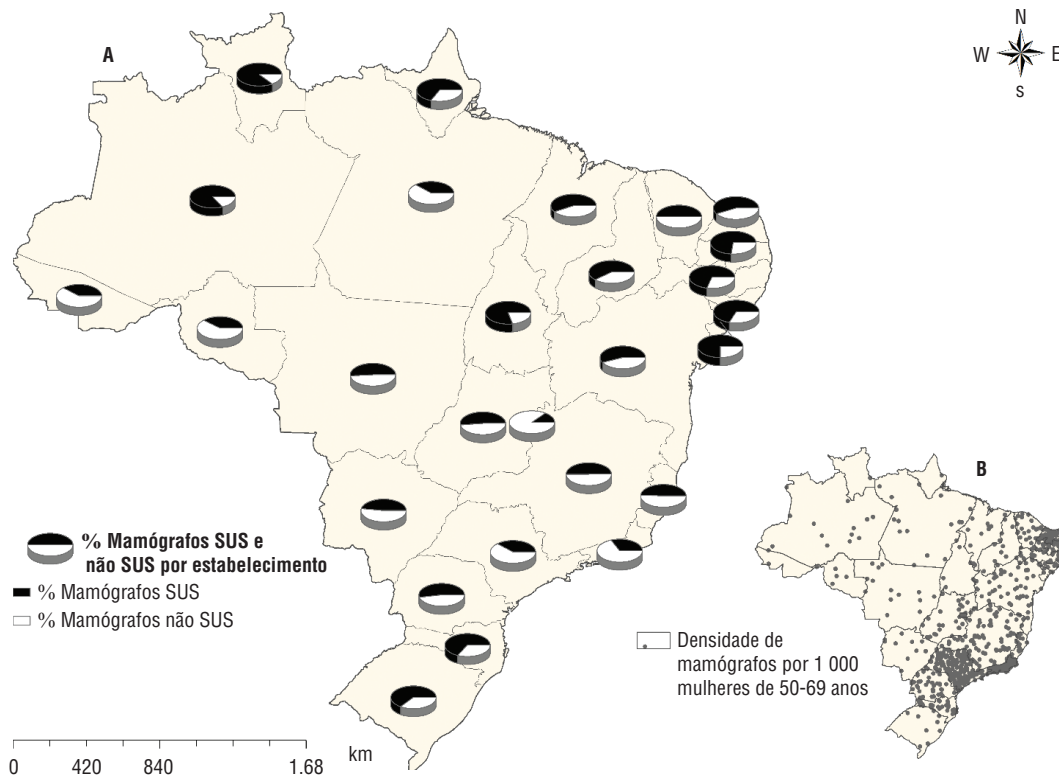 A
N
W
E
s
B
% Mamógrafos SUS e
não SUS por estabelecimento
% Mamógrafos SUS
% Mamógrafos não SUS
Densidade de
mamógrafos por 1 000
mulheres de 50-69 anos
0 420 840 1.68 km